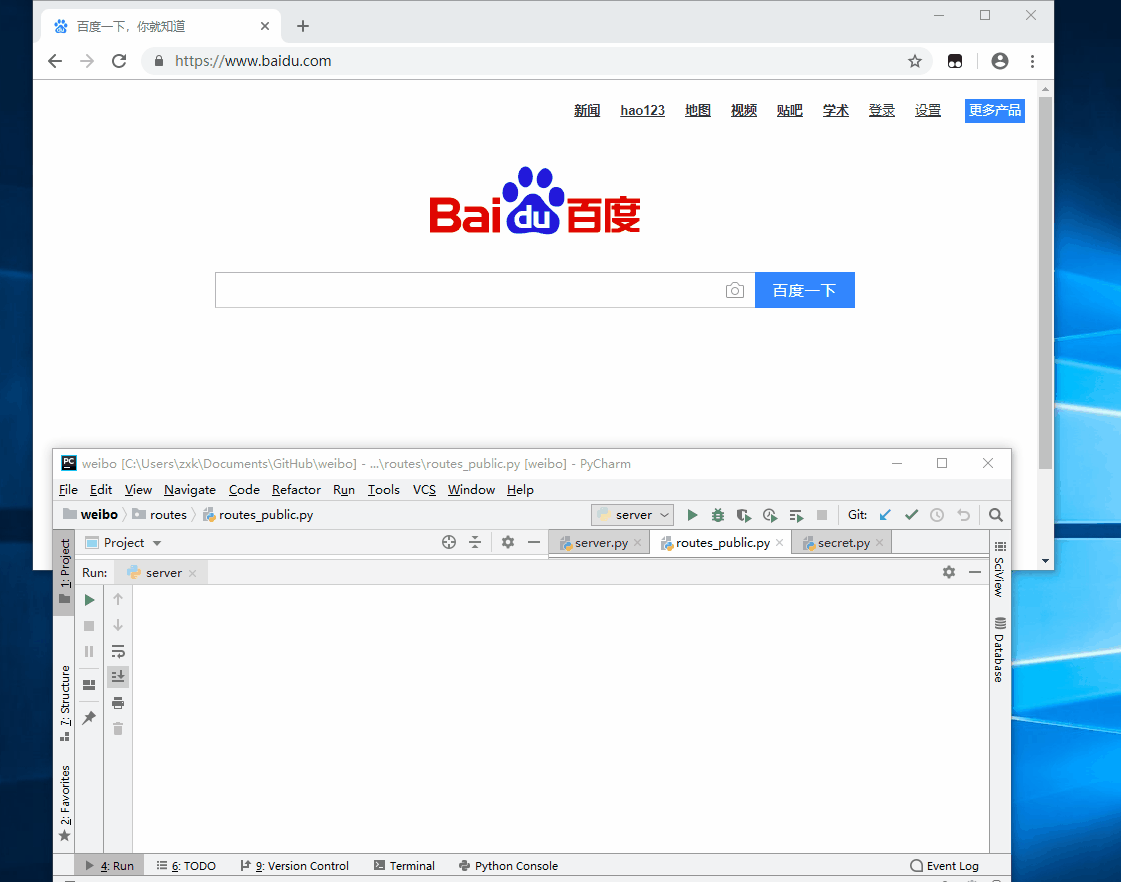 百度一下，你就知道
https://www.baidu.com
新闻 hao123 地图 视频 贴吧 学术 登录 设置 更多产品
Bai du 百度
百度一下
PC weibo [C:\Users\zxk\Documents\GitHub\weibo] - ...\routes\routes_public.py [weibo] - PyCharm
File Edit View Navigate Code Refactor Run Tools VCS Window Help
weibo routes routes_public.py server Git:
Project server.py routes_public.py secret.py
Run: server
1: Project
7: Structure
2: Favorites
SciView
Database
4: Run 6: TODO 9: Version Control Terminal Python Console Event Log